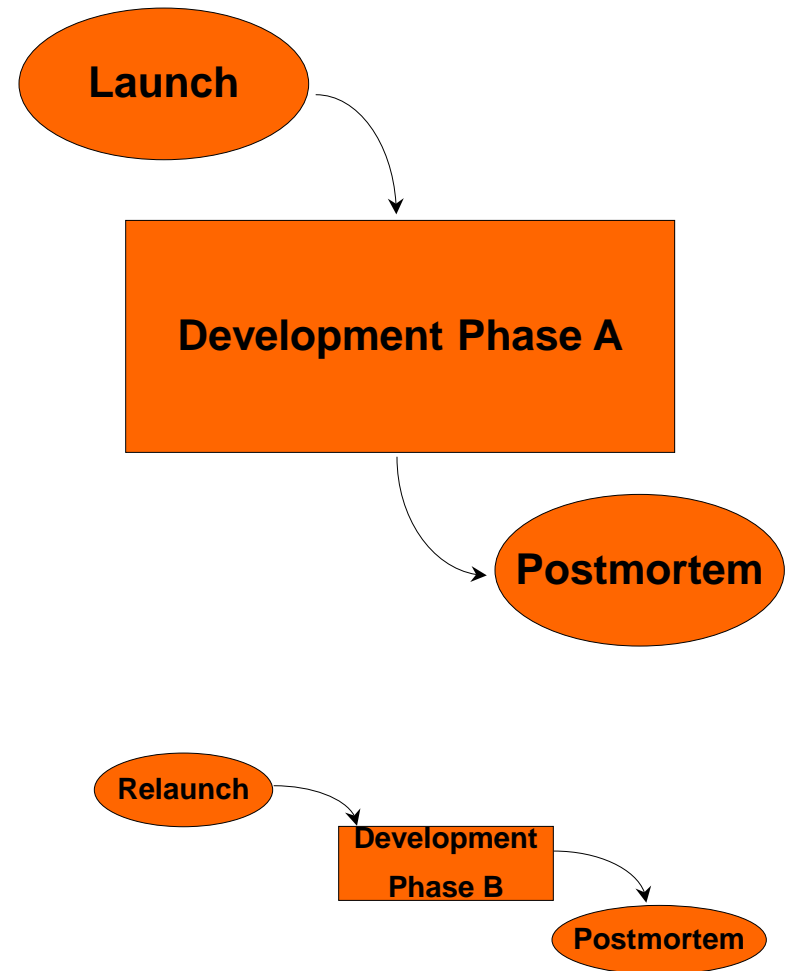 Launch
Development Phase A
Postmortem
Relaunch
Development
Phase B
Postmortem